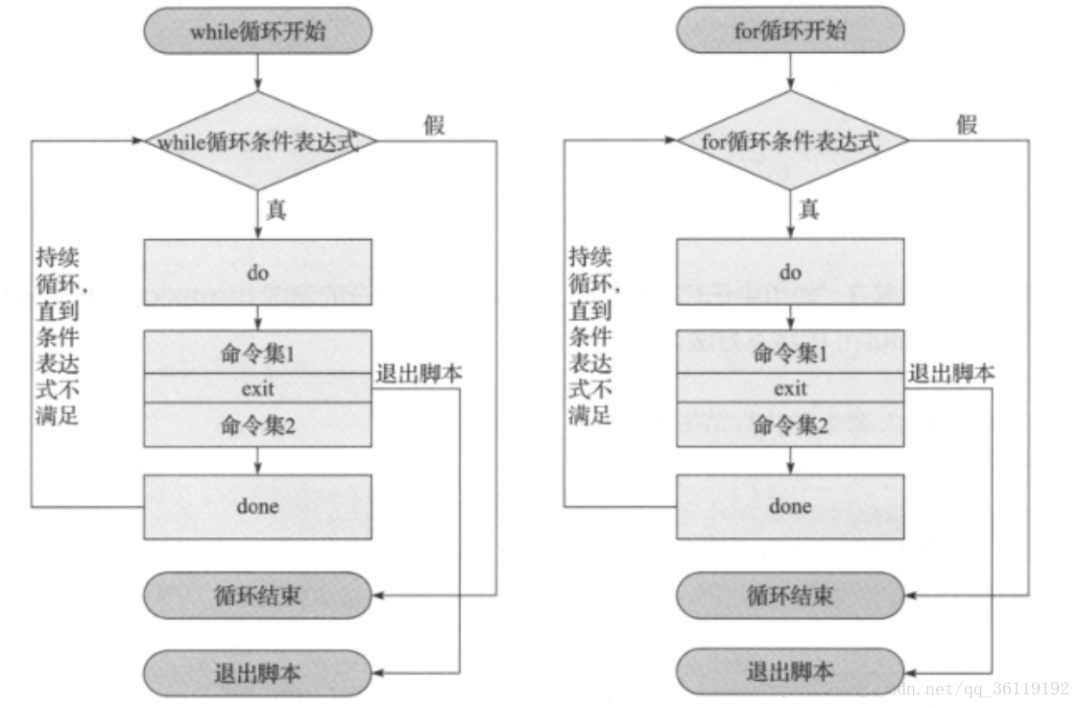 while循环开始
while循环条件表达式
假
真
持续
循环，
直到
条件
表达
式不
满足
do
命令集1
exit
命令集2
退出脚本
done
循环结束
退出脚本
for循环开始
for循环条件表达式
假
真
持续
循环，
直到
条件
表达
式不
满足
do
命令集1
exit
命令集2
退出脚本
done
循环结束
退出脚本
dn.net/qq_36119192